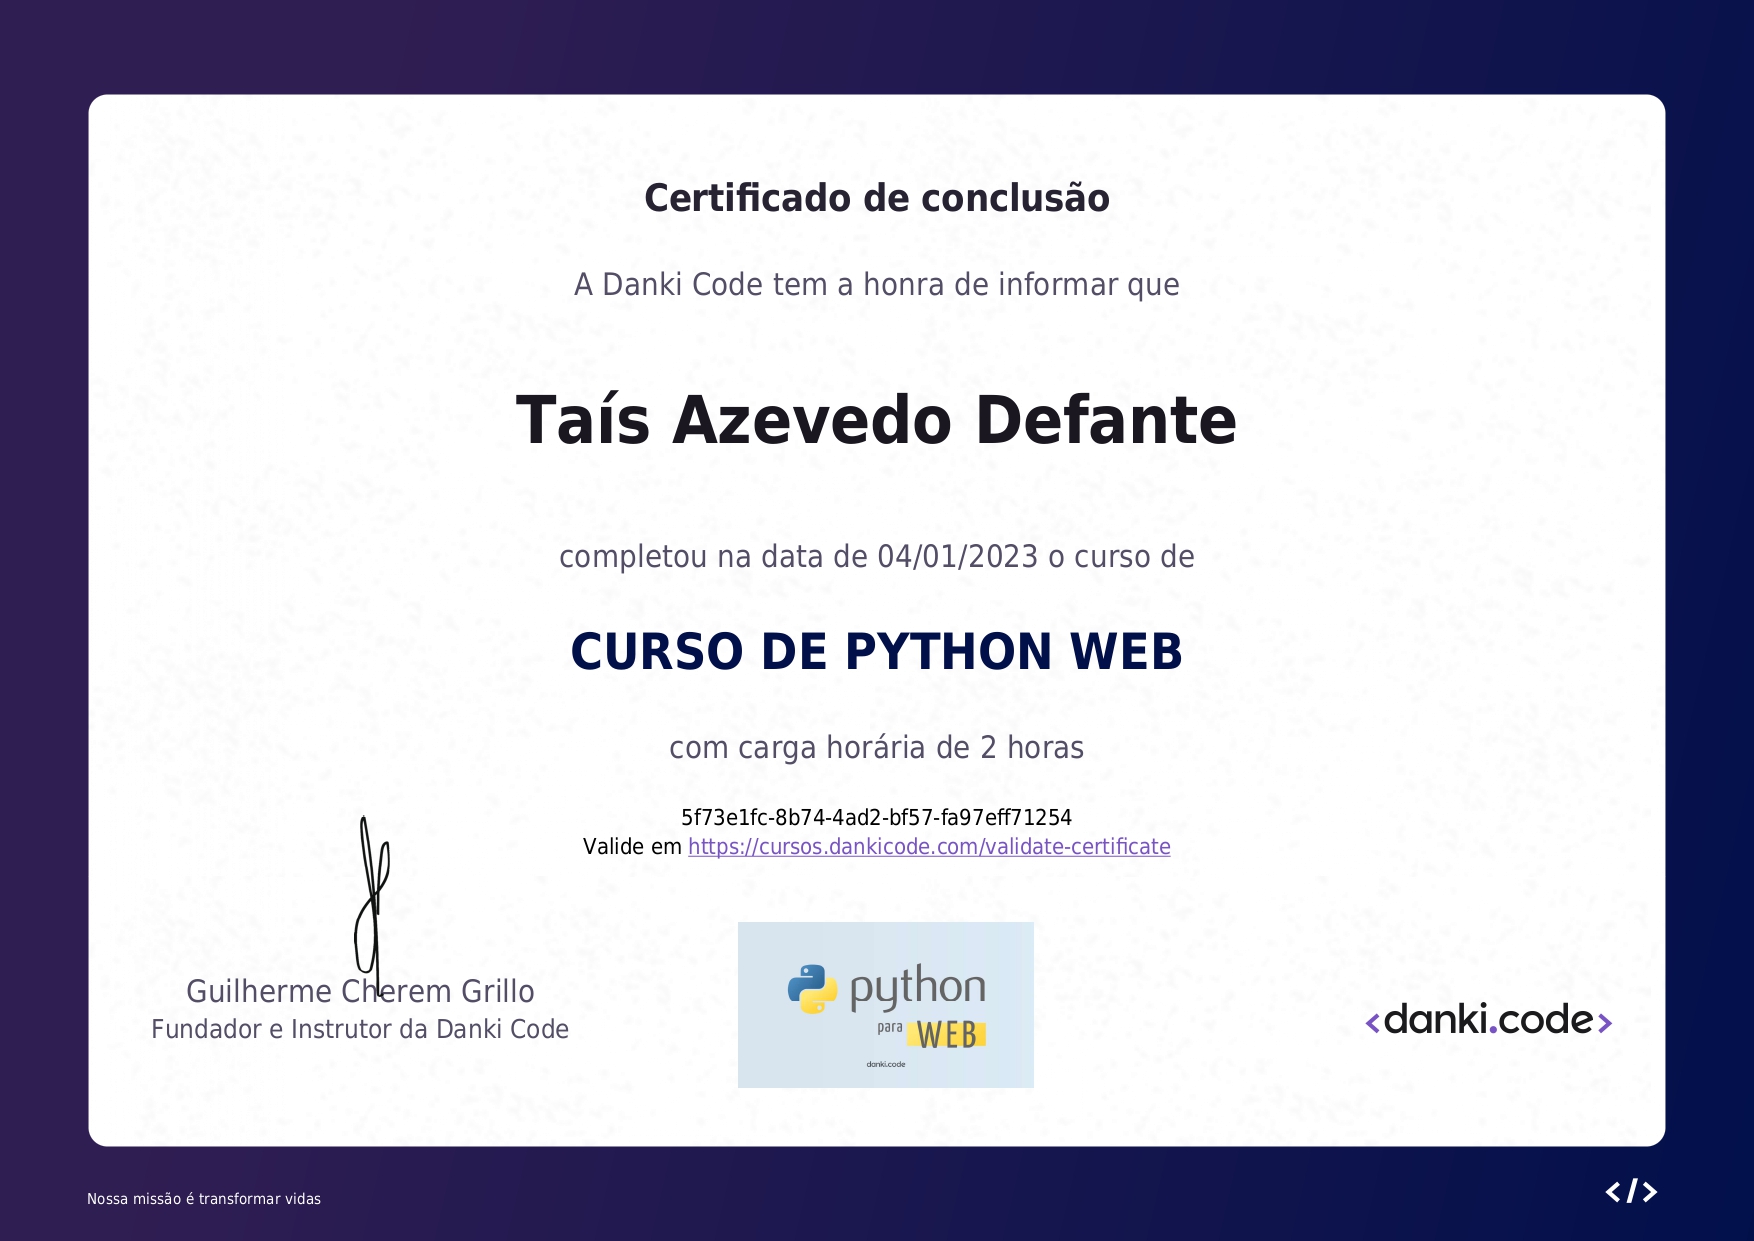 Certificado de conclusão
A Danki Code tem a honra de informar que
Taís Azevedo Defante
completou na data de 04/01/2023 o curso de
CURSO DE PYTHON WEB
com carga horária de 2 horas
5f73e1fc-8b74-4ad2-bf57-fa97eff71254
Valide em https://cursos.dankicode.com/validate-certificate
Guilherme Cherem Grillo
Fundador e Instrutor da Danki Code
python
para WEB
danki.code
<danki.code>
Nossa missão é transformar vidas
</>